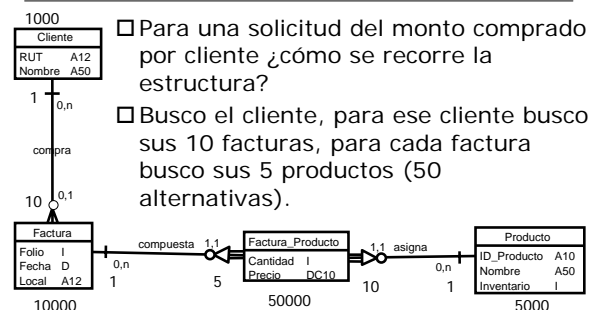 1000
Cliente
RUT A12
Nombre A50
1
0,n
compra
10
0,1
Factura
Folio I
Fecha D
Local A12
10000
0,n
1
compuesta
1,1
5
Factura_Producto
Cantidad I
Precio DC10
50000
1,1
10
asigna
0,n
1
Producto
ID_Producto A10
Nombre A50
Inventario I
5000
Para una solicitud del monto comprado
por cliente ¿cómo se recorre la
estructura?
Busco el cliente, para ese cliente busco
sus 10 facturas, para cada factura
busco sus 5 productos (50
alternativas).